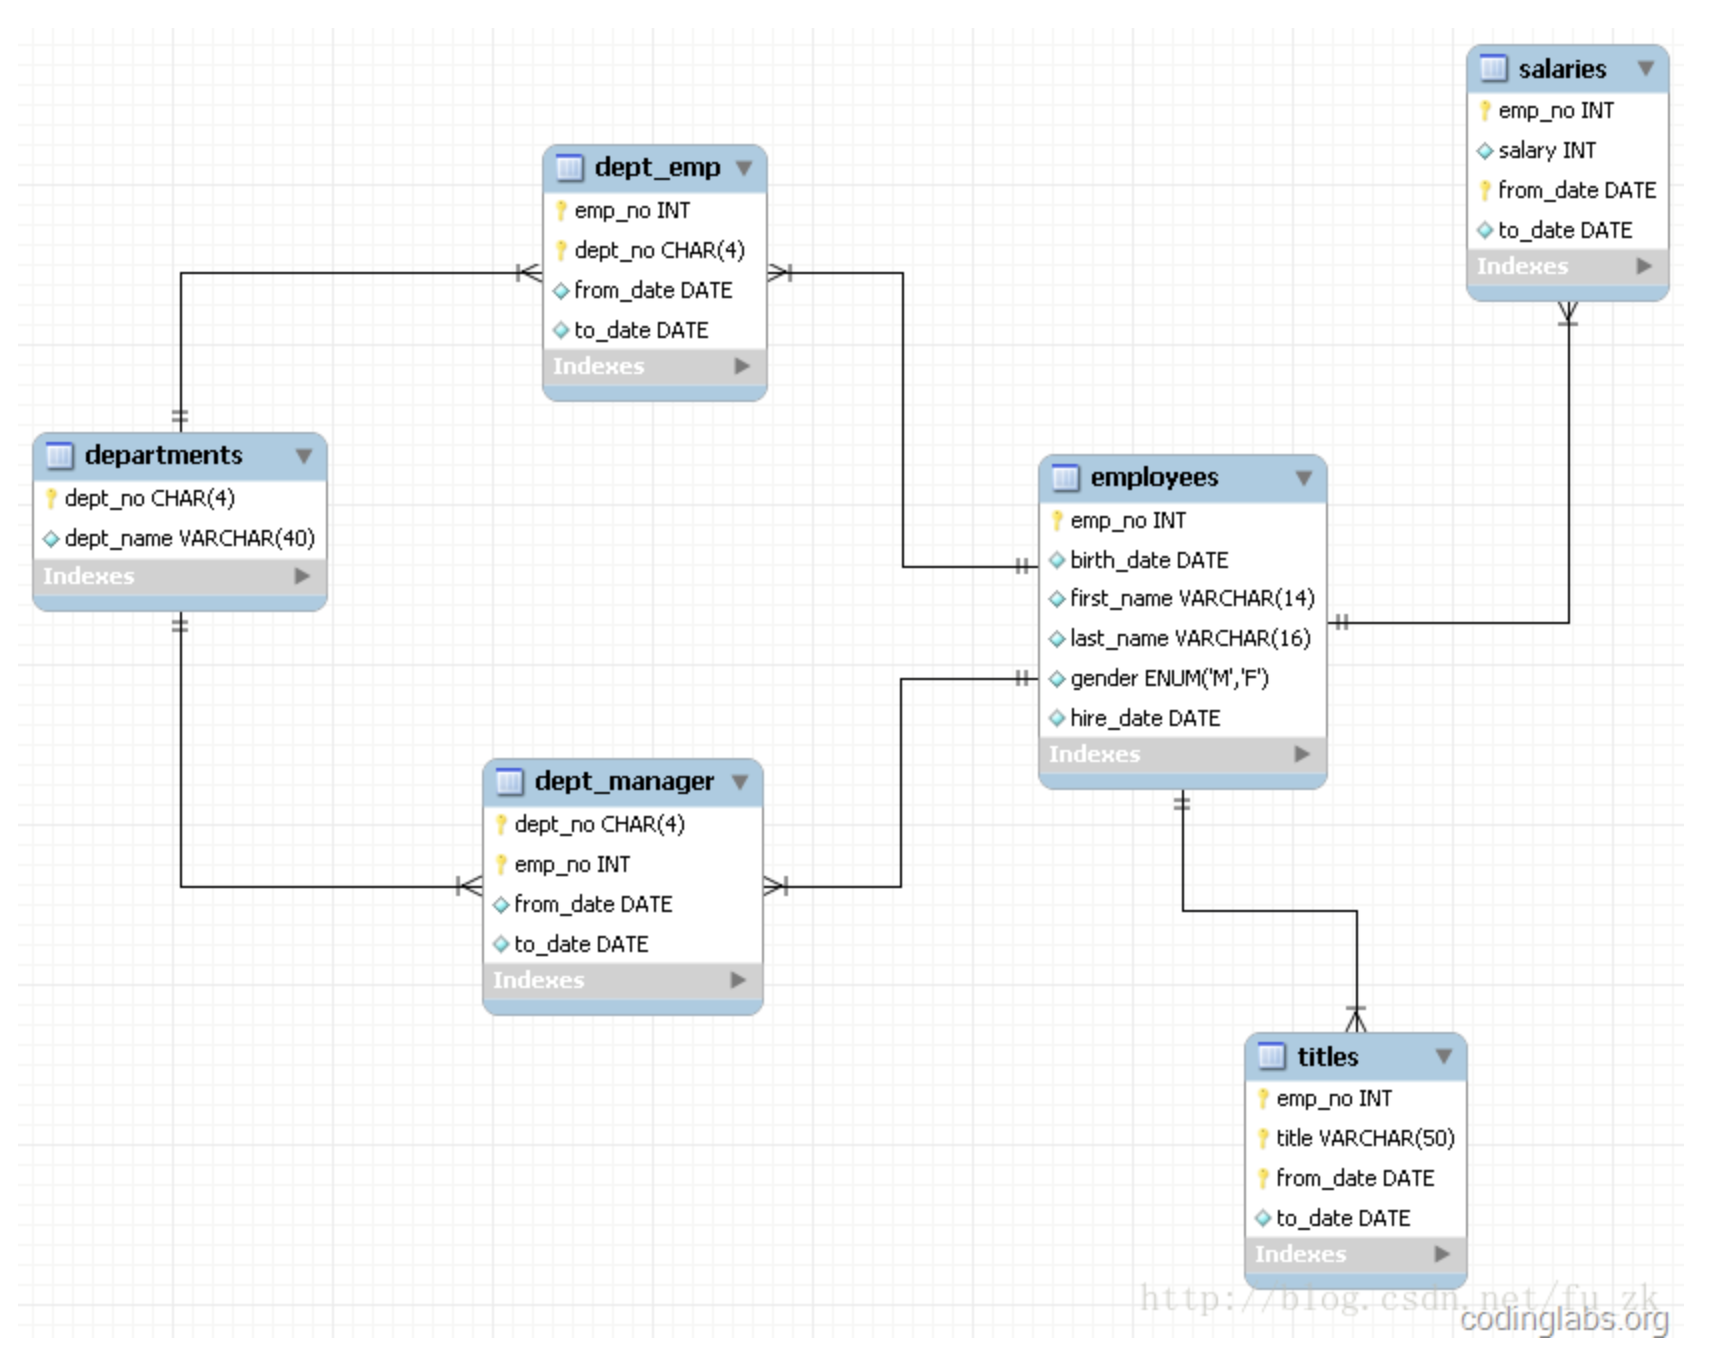 salaries
emp_no INT
salary INT
from_date DATE
to_date DATE
Indexes
dept_emp
emp_no INT
dept_no CHAR(4)
from_date DATE
to_date DATE
Indexes
departments
dept_no CHAR(4)
dept_name VARCHAR(40)
Indexes
employees
emp_no INT
birth_date DATE
first_name VARCHAR(14)
last_name VARCHAR(16)
gender ENUM('M','F')
hire_date DATE
Indexes
dept_manager
dept_no CHAR(4)
emp_no INT
from_date DATE
to_date DATE
Indexes
titles
emp_no INT
title VARCHAR(50)
from_date DATE
to_date DATE
Indexes
http://blog.csdn.net/fu_zk
codinglabs.org